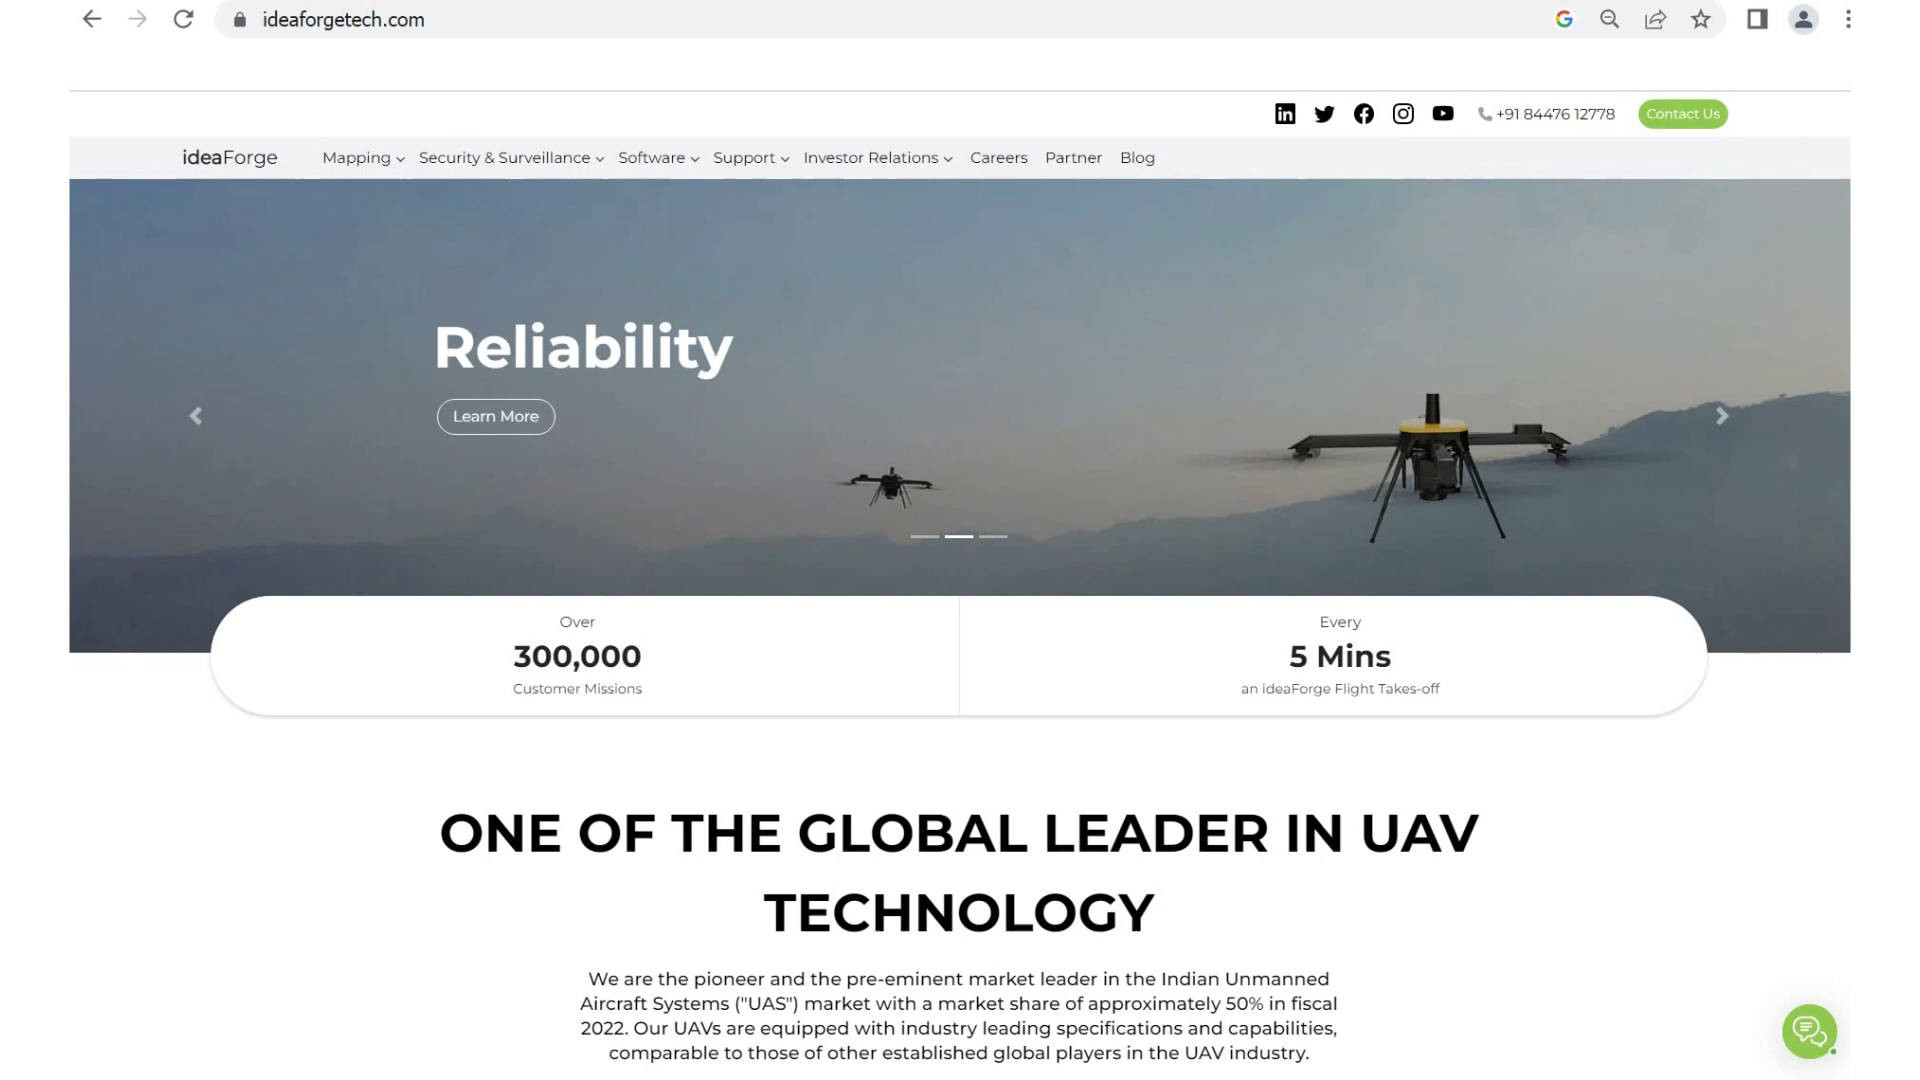 ideaforgetech.com
+91 84476 12778
Contact Us
ideaForge
Mapping
Security & Surveillance
Software
Support
Investor Relations
Careers
Partner
Blog
Reliability
Learn More
Over
300,000
Customer Missions
Every
5 Mins
an ideaForge Flight Takes-off
ONE OF THE GLOBAL LEADER IN UAV
TECHNOLOGY
We are the pioneer and the pre-eminent market leader in the Indian Unmanned
Aircraft Systems ("UAS") market with a market share of approximately 50% in fiscal
2022. Our UAVs are equipped with industry leading specifications and capabilities,
comparable to those of other established global players in the UAV industry.